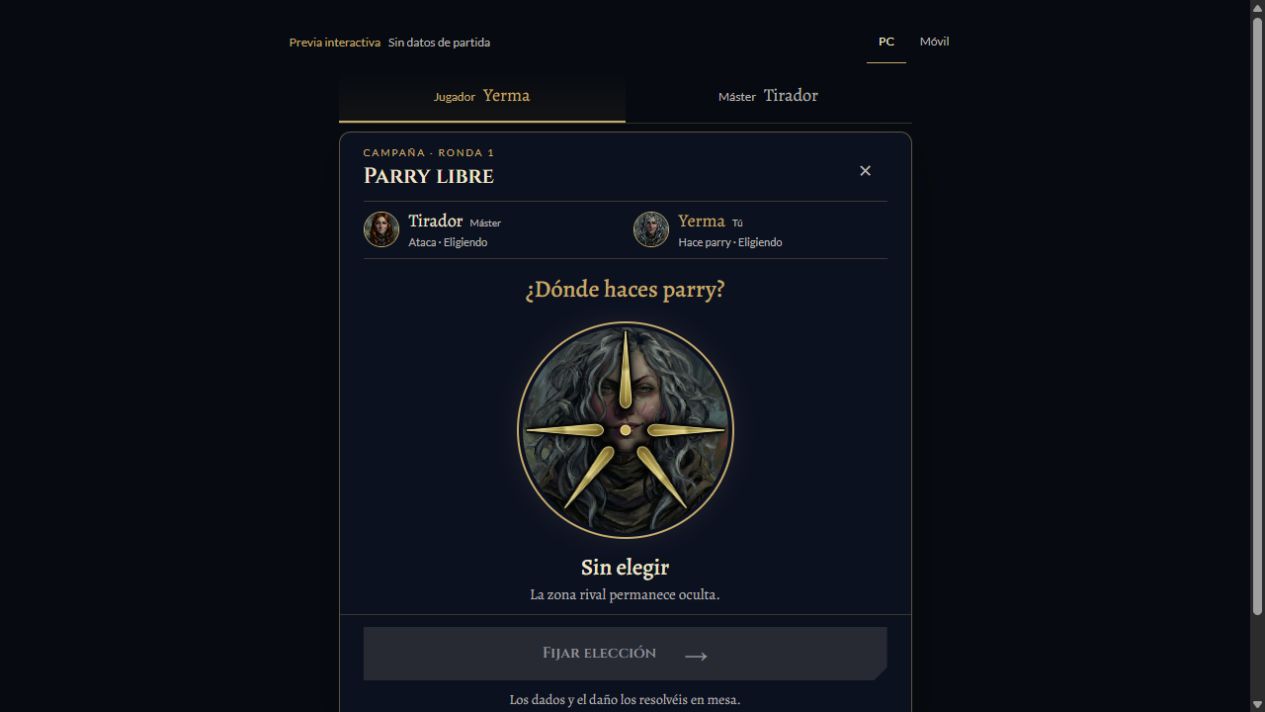 Previa interactiva Sin datos de partida
PC Móvil
Jugador Yerma
Máster Tirador
CAMPAÑA · RONDA 1
PARRY LIBRE
×
Tirador Máster
Ataca · Eligiendo
Yerma Tú
Hace parry · Eligiendo
¿Dónde haces parry?
Sin elegir
La zona rival permanece oculta.
FIJAR ELECCIÓN →
Los dados y el daño los resolvéis en mesa.